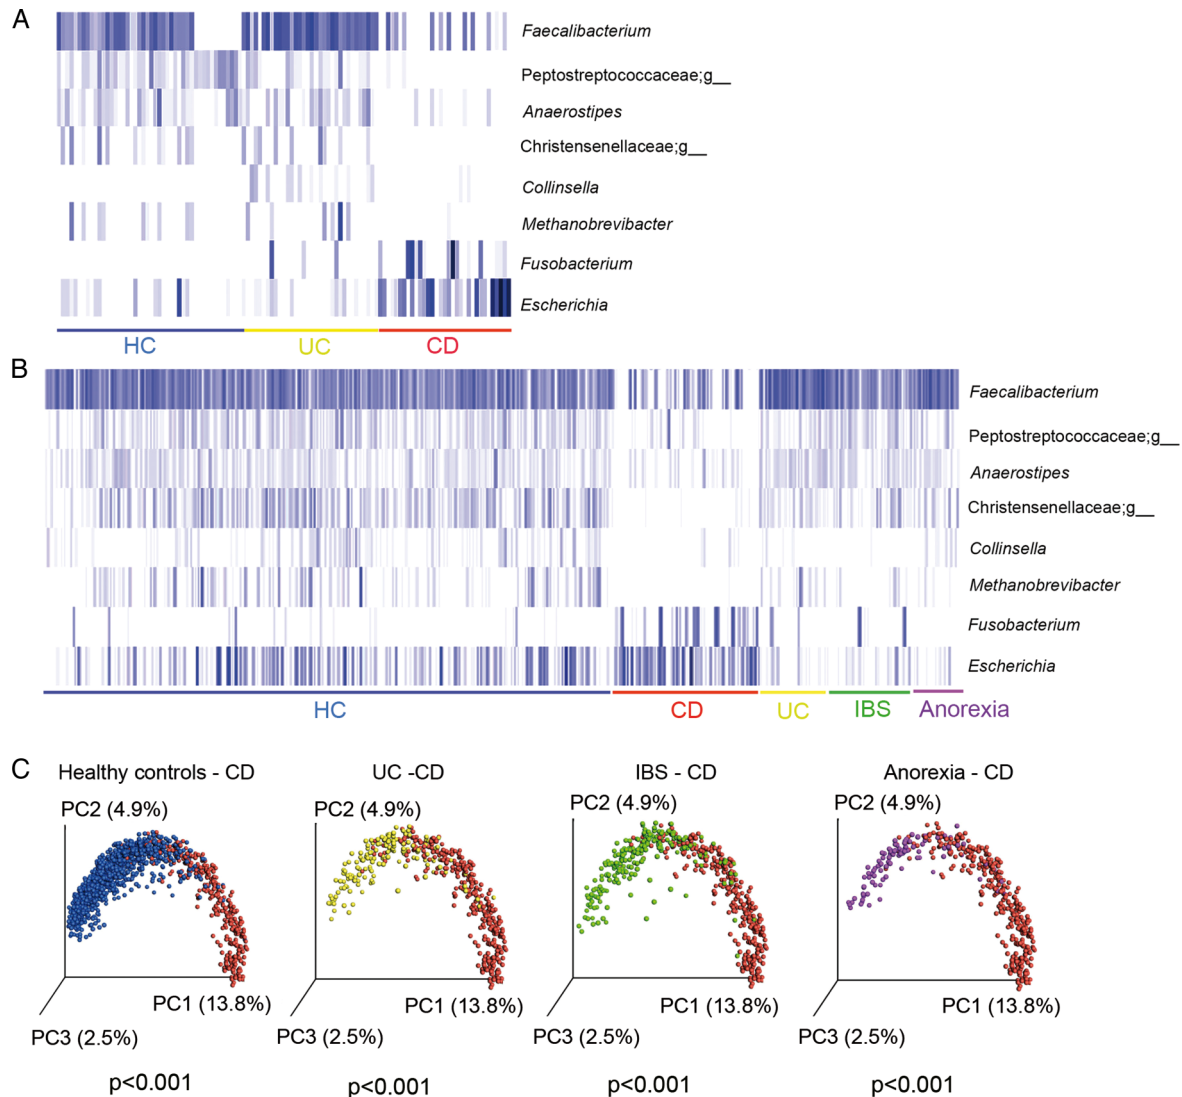 A
Faecalibacterium
Peptostreptococcaceae;g__
Anaerostipes
Christensenellaceae;g__
Collinsella
Methanobrevibacter
Fusobacterium
Escherichia
HC UC CD
B
Faecalibacterium
Peptostreptococcaceae;g__
Anaerostipes
Christensenellaceae;g__
Collinsella
Methanobrevibacter
Fusobacterium
Escherichia
HC CD UC IBS Anorexia
C
Healthy controls - CD UC -CD IBS - CD Anorexia - CD
PC2 (4.9%) PC2 (4.9%) PC2 (4.9%) PC2 (4.9%)
PC1 (13.8%) PC1 (13.8%) PC1 (13.8%) PC1 (13.8%)
PC3 (2.5%) PC3 (2.5%) PC3 (2.5%) PC3 (2.5%)
p<0.001 p<0.001 p<0.001 p<0.001